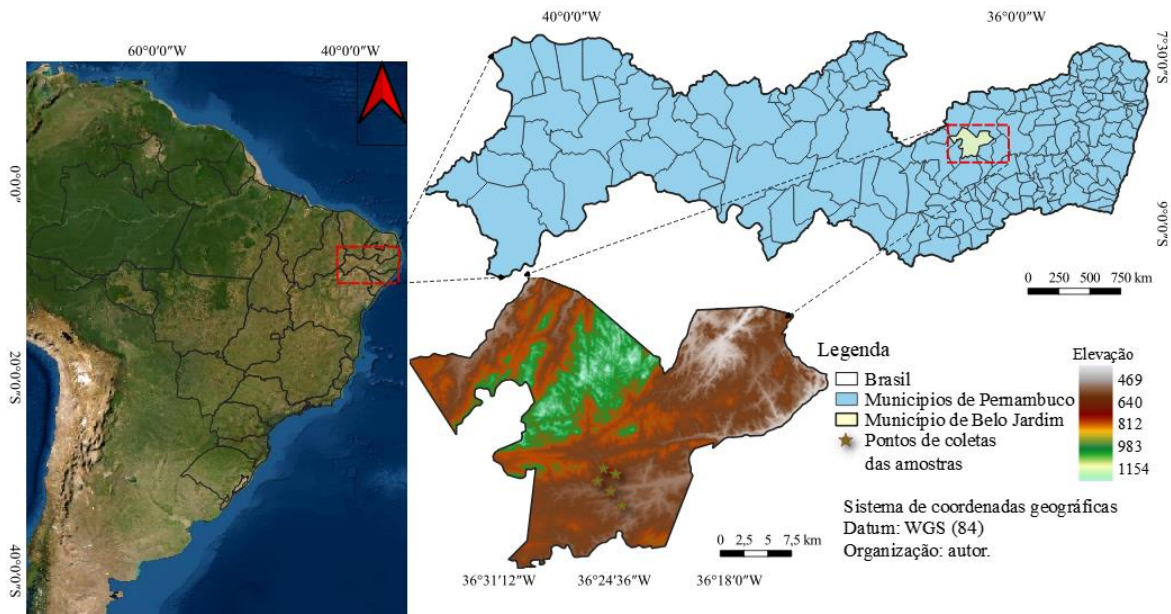 60°0'0"W
40°0'0"W
0°0'0"
20°0'0"S
40°0'0"S
40°0'0"W
36°0'0"W
7°30'0"S
9°0'0"S
0 250 500 750 km
Legenda
Brasil
Municipios de Pernambuco
Município de Belo Jardim
Pontos de coletas
das amostras
Elevação
469
640
812
983
1154
Sistema de coordenadas geográficas
Datum: WGS (84)
Organização: autor.
0 2,5 5 7,5 km
36°31'12"W
36°24'36"W
36°18'0"W